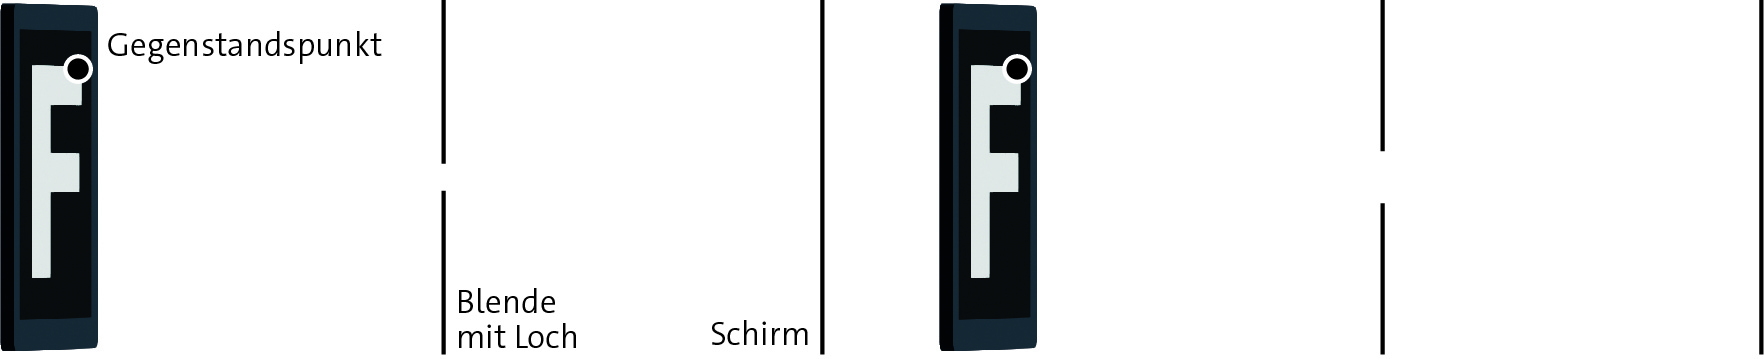 Gegenstandspunkt
F
Blende
mit Loch
Schirm
F